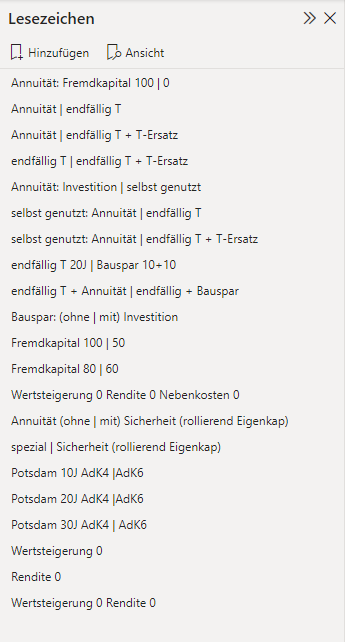 Lesezeichen
Hinzufügen Ansicht
Annuität: Fremdkapital 100 | 0
Annuität | endfällig T
Annuität | endfällig T + T-Ersatz
endfällig T | endfällig T + T-Ersatz
Annuität: Investition | selbst genutzt
selbst genutzt: Annuität | endfällig T
selbst genutzt: Annuität | endfällig T + T-Ersatz
endfällig T 20J | Bauspar 10+10
endfällig T + Annuität | endfällig + Bauspar
Bauspar: (ohne | mit) Investition
Fremdkapital 100 | 50
Fremdkapital 80 | 60
Wertsteigerung 0 Rendite 0 Nebenkosten 0
Annuität (ohne | mit) Sicherheit (rollierend Eigenkap)
spezial | Sicherheit (rollierend Eigenkap)
Potsdam 10J AdK4 |AdK6
Potsdam 20J AdK4 |AdK6
Potsdam 30J AdK4 | AdK6
Wertsteigerung 0
Rendite 0
Wertsteigerung 0 Rendite 0